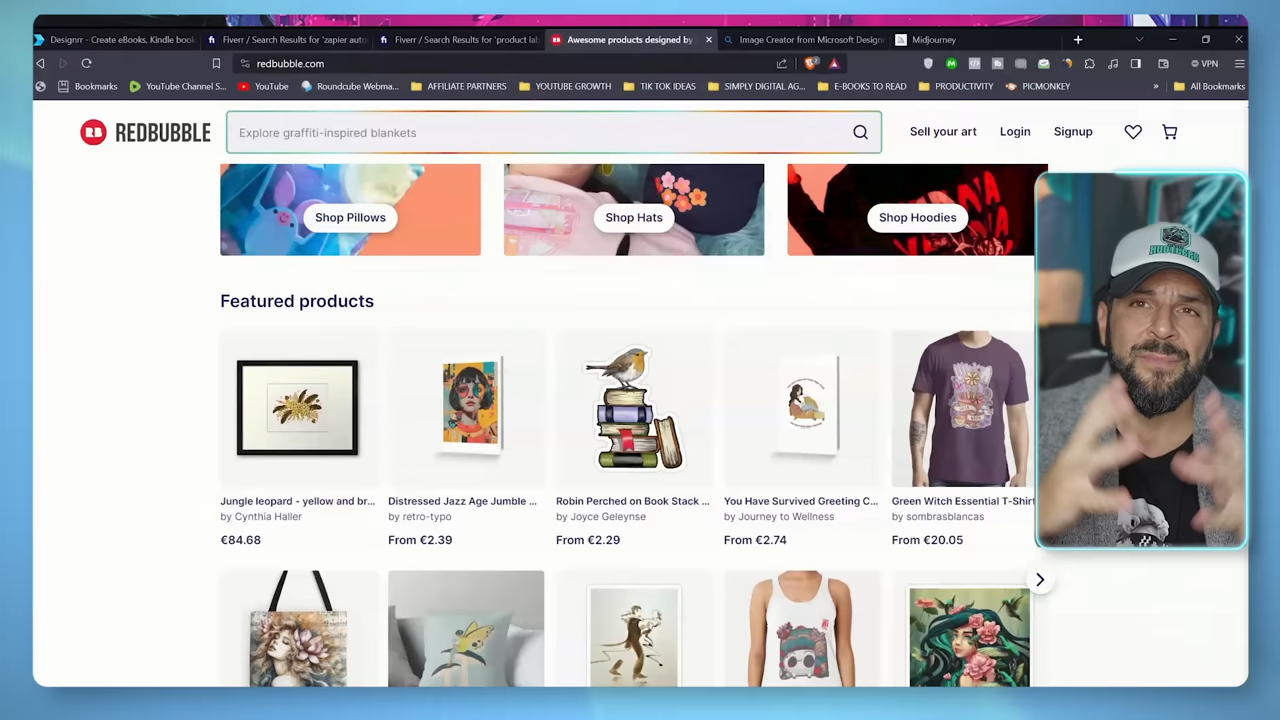 Designrr – Create eBooks, Kindle book
Fiverr / Search Results for 'zapier auto
Fiverr / Search Results for 'product lab
Awesome products designed by
Image Creator from Microsoft Design
Midjourney
redbubble.com
2
VPN
Bookmarks
YouTube Channel S...
YouTube
Roundcube Webma...
AFFILIATE PARTNERS
YOUTUBE GROWTH
TIK TOK IDEAS
SIMPLY DIGITAL AG...
E-BOOKS TO READ
PRODUCTIVITY
PICMONKEY
»
All Bookmarks
RB REDBUBBLE
Explore graffiti-inspired blankets
Sell your art
Login
Signup
Shop Pillows
Shop Hats
Shop Hoodies
Featured products
Jungle leopard - yellow and br...
by Cynthia Haller
€84.68
Distressed Jazz Age Jumble ...
by retro-typo
From €2.39
Robin Perched on Book Stack ...
by Joyce Geleynse
From €2.29
You Have Survived Greeting C...
by Journey to Wellness
From €2.74
Green Witch Essential T-Shirt
by sombrasblancas
From €20.05